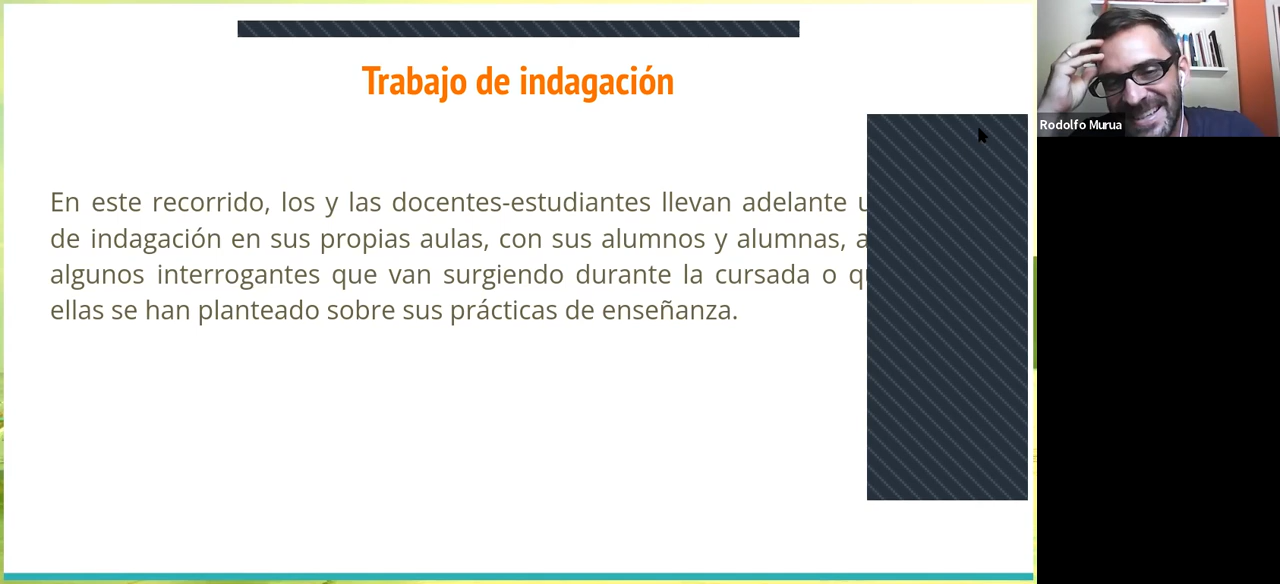 Trabajo de indagación
En este recorrido, los y las docentes-estudiantes llevan adelante
de indagación en sus propias aulas, con sus alumnos y alumnas,
algunos interrogantes que van surgiendo durante la cursada o
ellas se han planteado sobre sus prácticas de enseñanza.
Rodolfo Murua